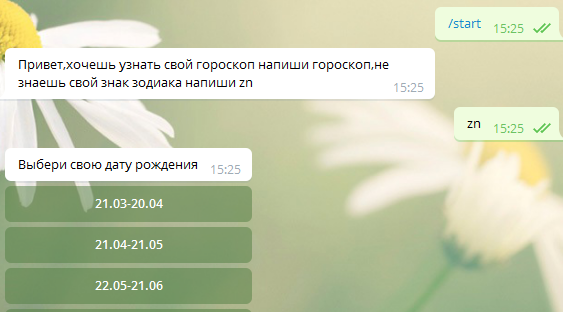 /start 15:25
Привет,хочешь узнать свой гороскоп напиши гороскоп,не
знаешь свой знак зодиака напиши zn 15:25
zn 15:25
Выбери свою дату рождения 15:25
21.03-20.04
21.04-21.05
22.05-21.06